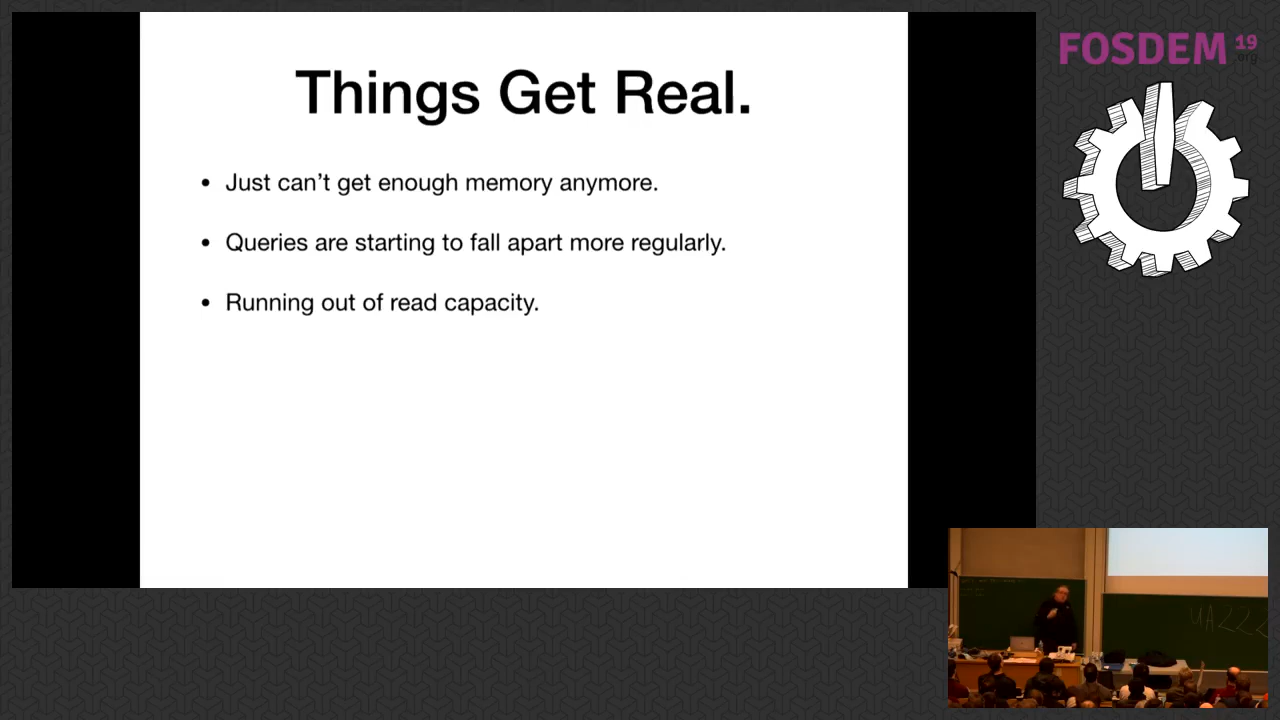 Things Get Real.
• Just can’t get enough memory anymore.
• Queries are starting to fall apart more regularly.
• Running out of read capacity.
FOSDEM 19
.org